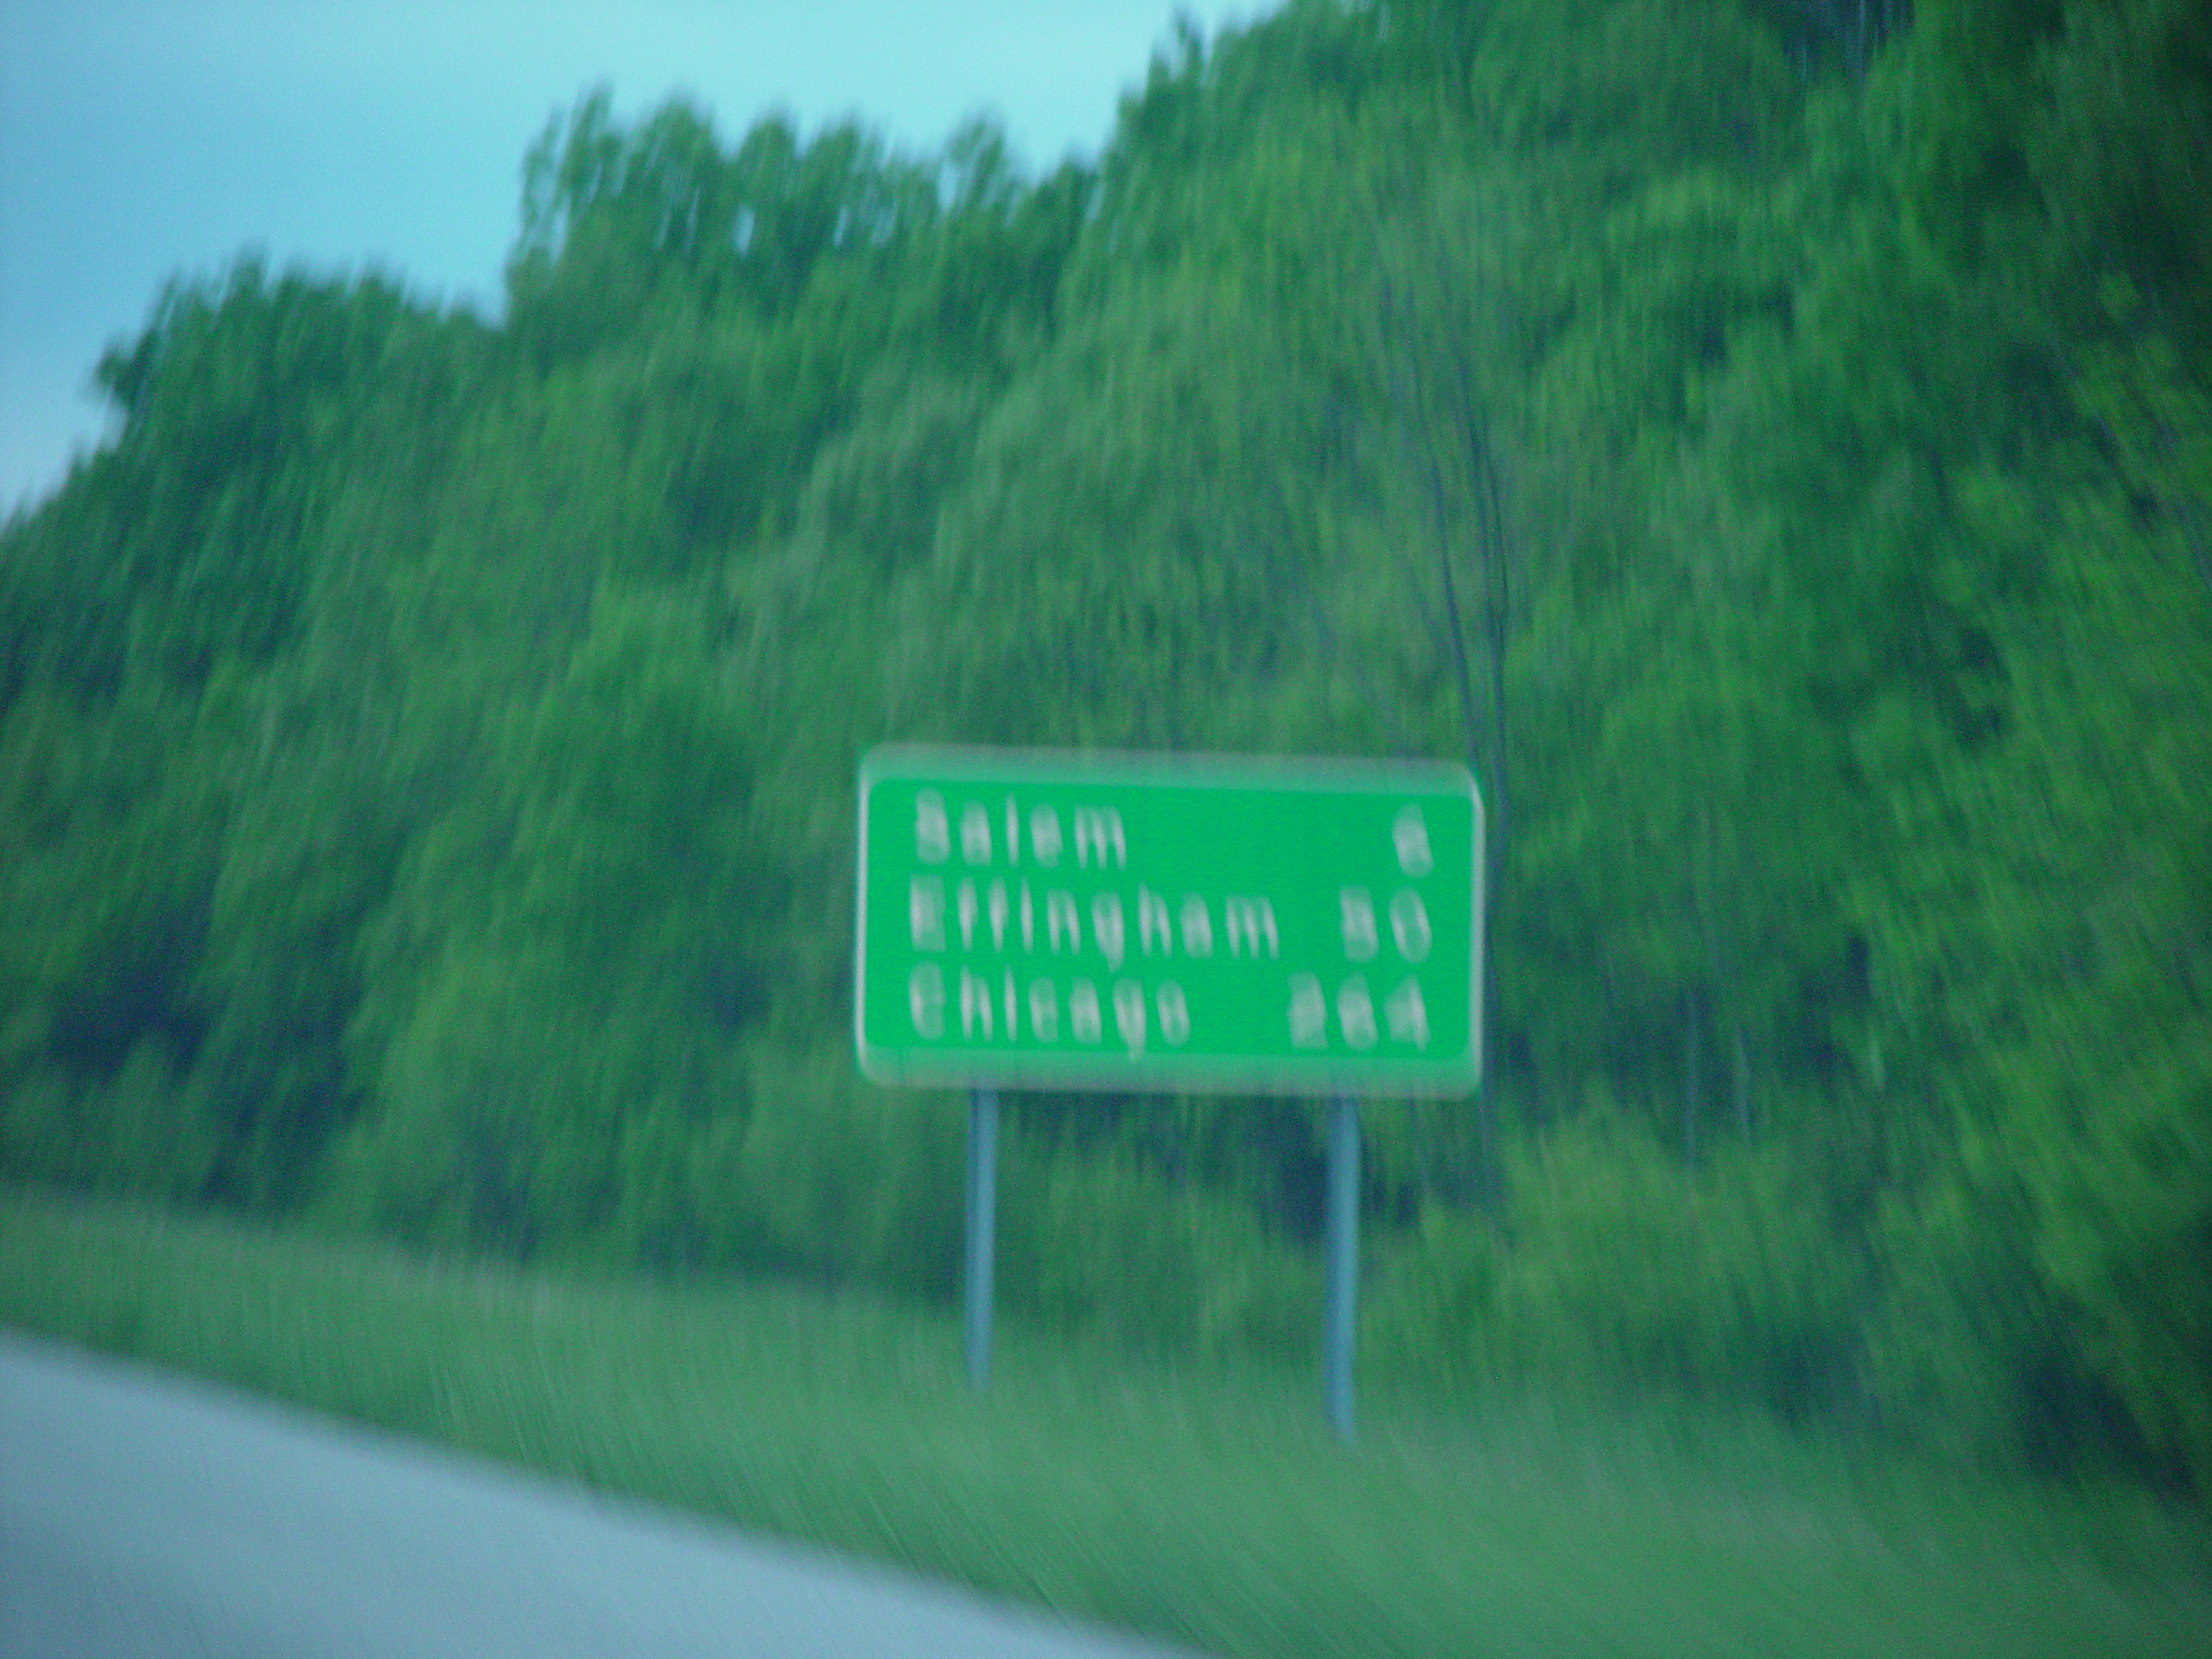 Salem 6
Effingham 50
Chicago 264